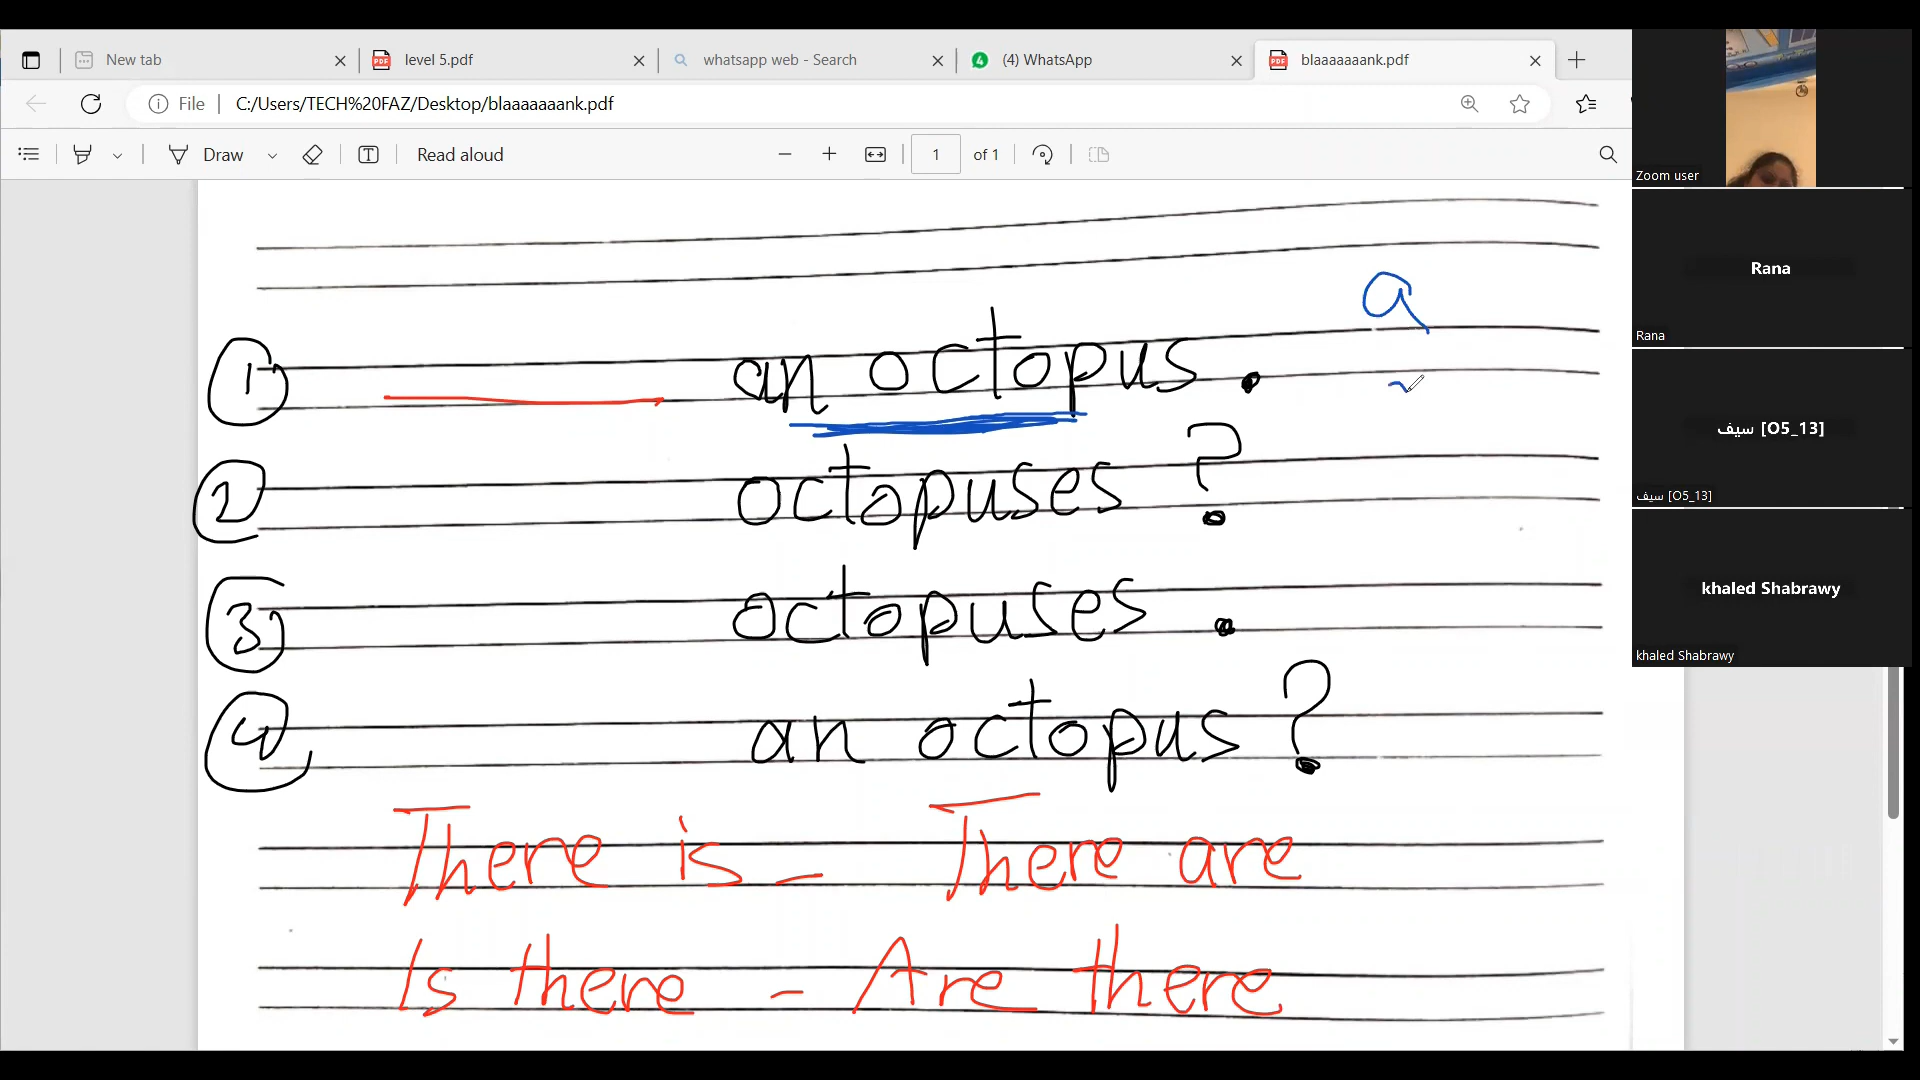 New tab
level 5.pdf
whatsapp web - Search
(4) WhatsApp
blaaaaaaank.pdf
File
C:/Users/TECH%20FAZ/Desktop/blaaaaaaank.pdf
Draw
Read aloud
1 of 1
Zoom user
Rana
Rana
سيف [O5_13]
سيف [O5_13]
khaled Shabrawy
khaled Shabrawy
a
1 an octopus.
2 octopuses ?
3 octopuses .
4 an octopus ?
There is - There are
Is there - Are there